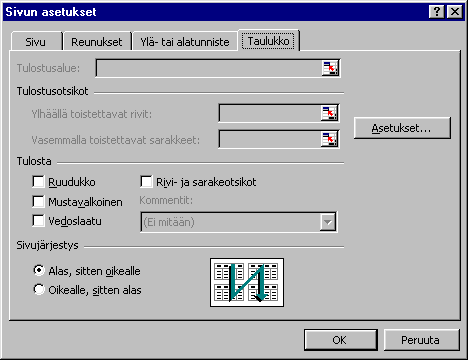 Sivun asetukset
Sivu Reunukset Ylä- tai alatunniste Taulukko
Tulostusalue:
Tulostusotsikot
Ylhäällä toistettavat rivit:
Vasemmalla toistettavat sarakkeet:
Asetukset...
Tulosta
Ruudukko Rivi- ja sarakeotsikot
Mustavalkoinen Kommentit:
Vedoslaatu (Ei mitään)
Sivujärjestys
Alas, sitten oikealle
Oikealle, sitten alas
OK Peruuta